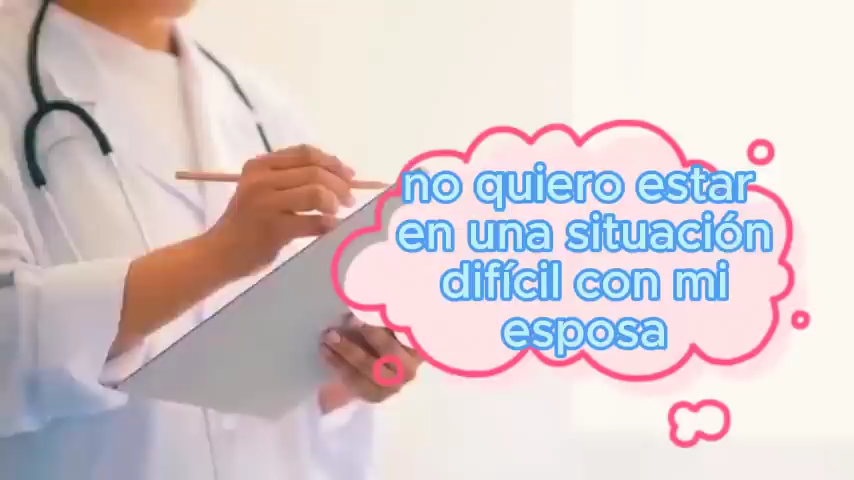 no quiero estar
en una situación
difícil con mi
esposa